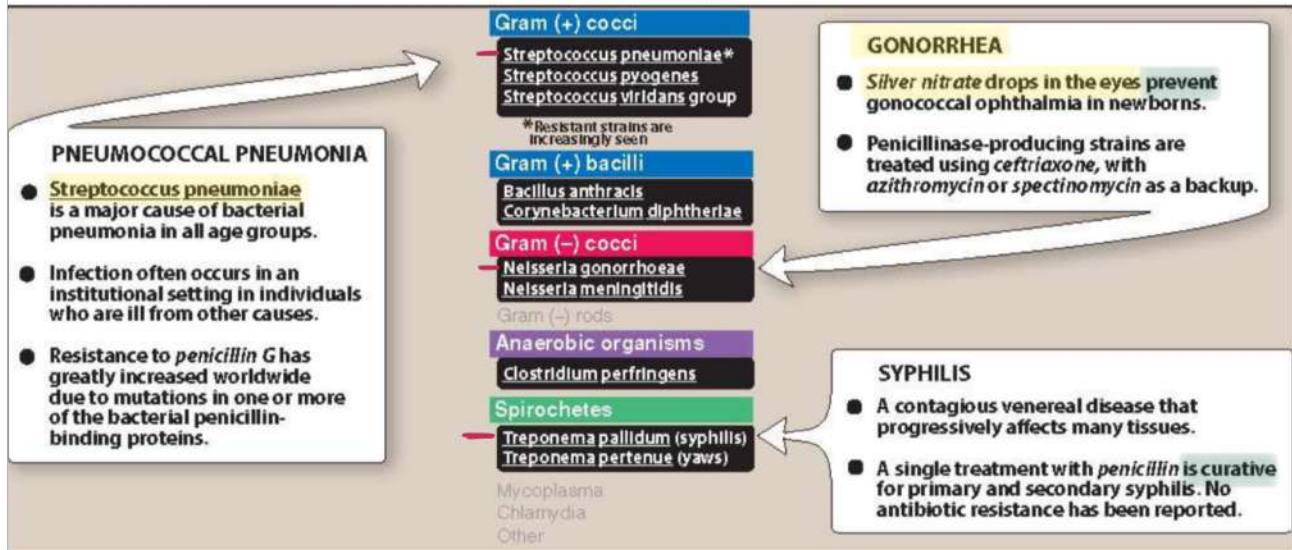 Gram (+) cocci
Streptococcus pneumoniae*
Streptococcus pyogenes
Streptococcus viridans group
*Resistant strains are
increasingly seen
Gram (+) bacilli
Bacillus anthracis
Corynebacterium diphtheriae
Gram (–) cocci
Neisseria gonorrhoeae
Neisseria meningitidis
Gram (–) rods
Anaerobic organisms
Clostridium perfringens
Spirochetes
Treponema pallidum (syphilis)
Treponema pertenue (yaws)
Mycoplasma
Chlamydia
Other
PNEUMOCOCCAL PNEUMONIA
● Streptococcus pneumoniae
is a major cause of bacterial
pneumonia in all age groups.
● Infection often occurs in an
institutional setting in individuals
who are ill from other causes.
● Resistance to penicillin G has
greatly increased worldwide
due to mutations in one or more
of the bacterial penicillin-
binding proteins.
GONORRHEA
● Silver nitrate drops in the eyes prevent
gonococcal ophthalmia in newborns.
● Penicillinase-producing strains are
treated using ceftriaxone, with
azithromycin or spectinomycin as a backup.
SYPHILIS
● A contagious venereal disease that
progressively affects many tissues.
● A single treatment with penicillin is curative
for primary and secondary syphilis. No
antibiotic resistance has been reported.